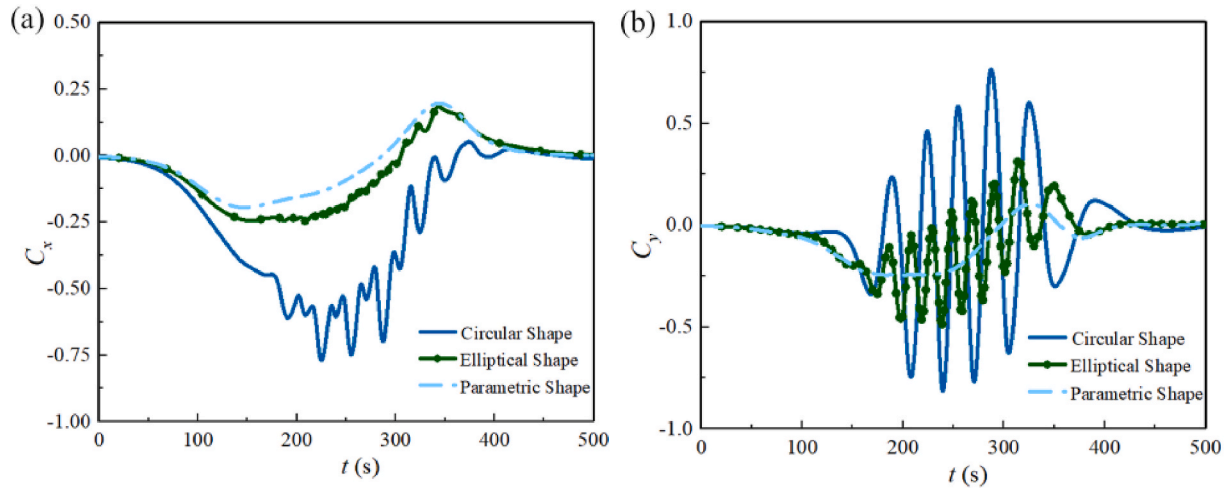 (a)
0.50
0.25
0.00
-0.25
-0.50
-0.75
-1.00
Cx
Circular Shape
Elliptical Shape
Parametric Shape
0 100 200 300 400 500
t (s)
(b)
1.0
0.5
0.0
-0.5
-1.0
Cy
Circular Shape
Elliptical Shape
Parametric Shape
0 100 200 300 400 500
t (s)